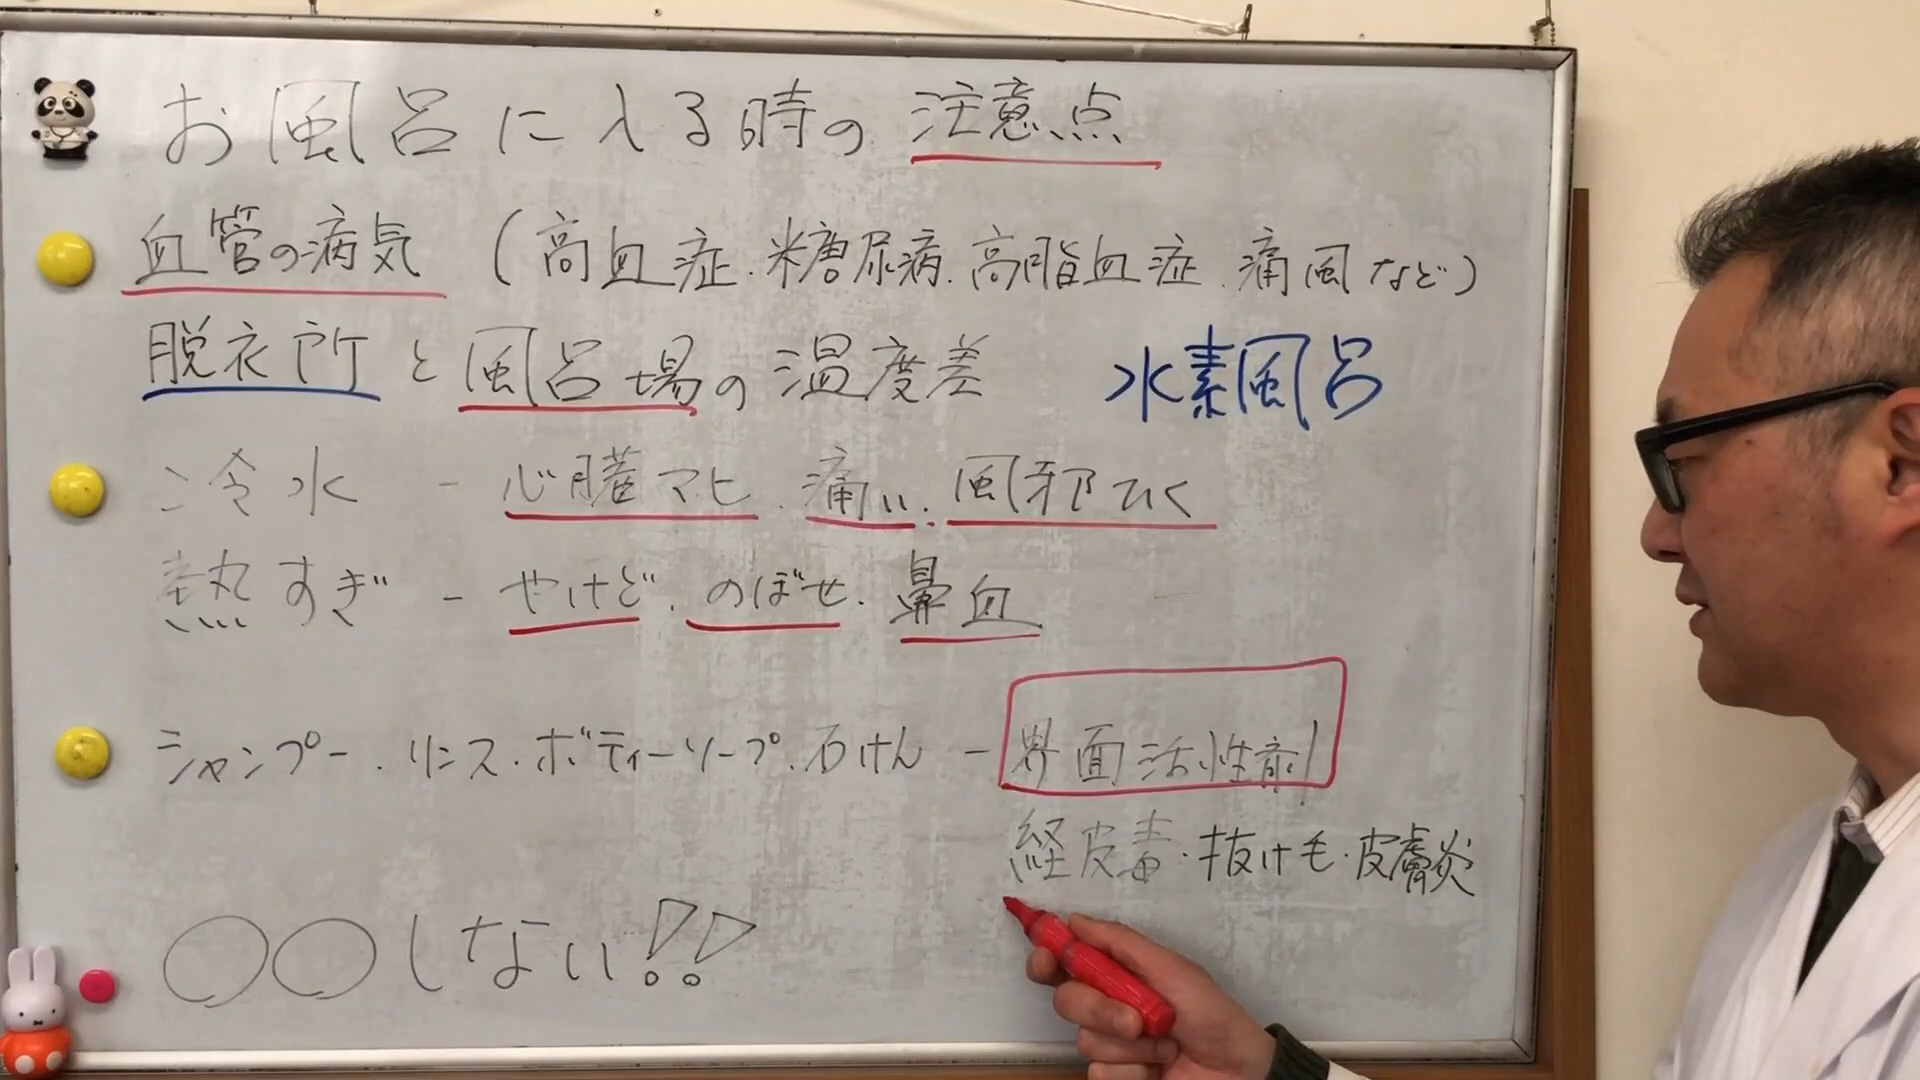 お風呂に入る時の注意点
血管の病気 (高血症・糖尿病・高脂血症・痛風など)
脱衣所と風呂場の温度差 水素風呂
冷水 - 心臓マヒ・痛い・風邪ひく
熱すぎ - やけど・のぼせ・鼻血
シャンプー・リンス・ボディーソープ・石けん - 界面活性剤
経皮毒・抜け毛・皮膚炎
○○しない!!